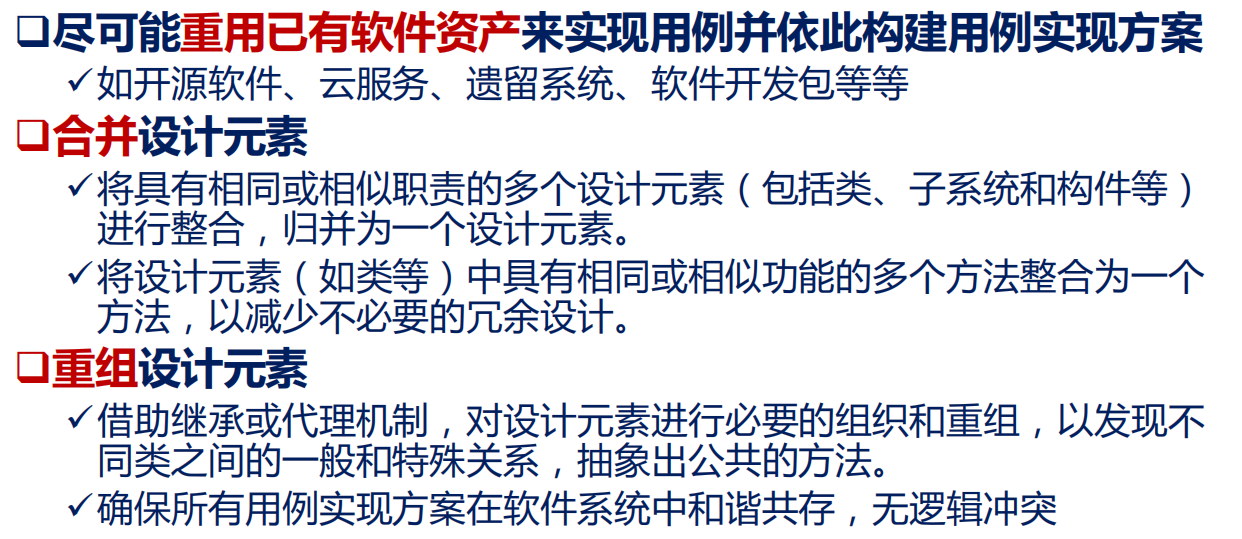 ❑尽可能重用已有软件资产来实现用例并依此构建用例实现方案
✓如开源软件、云服务、遗留系统、软件开发包等等
❑合并设计元素
✓将具有相同或相似职责的多个设计元素（包括类、子系统和构件等）
进行整合，归并为一个设计元素。
✓将设计元素（如类等）中具有相同或相似功能的多个方法整合为一个
方法，以减少不必要的冗余设计。
❑重组设计元素
✓借助继承或代理机制，对设计元素进行必要的组织和重组，以发现不
同类之间的一般和特殊关系，抽象出公共的方法。
✓确保所有用例实现方案在软件系统中和谐共存，无逻辑冲突